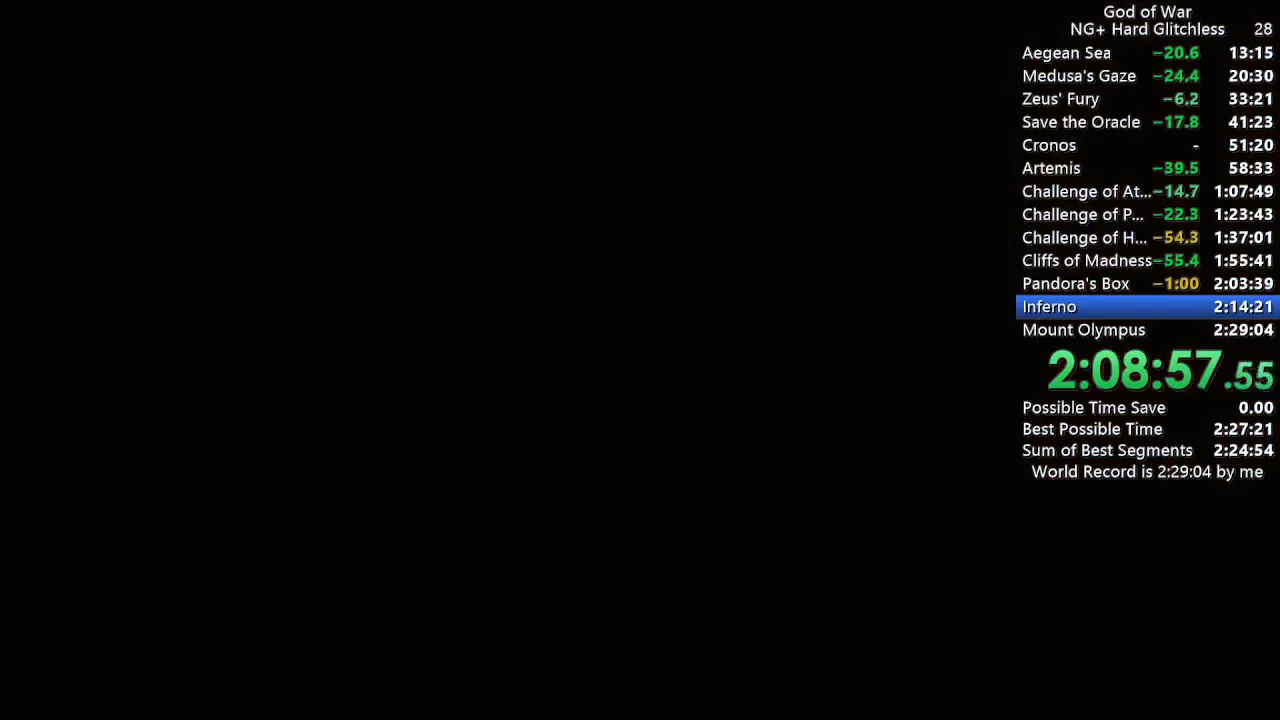 God of War
NG+ Hard Glitchless 28
Aegean Sea −20.6 13:15
Medusa's Gaze −24.4 20:30
Zeus' Fury −6.2 33:21
Save the Oracle −17.8 41:23
Cronos - 51:20
Artemis −39.5 58:33
Challenge of At... −14.7 1:07:49
Challenge of P... −22.3 1:23:43
Challenge of H... −54.3 1:37:01
Cliffs of Madness −55.4 1:55:41
Pandora's Box −1:00 2:03:39
Inferno 2:14:21
Mount Olympus 2:29:04
2:08:57.55
Possible Time Save 0.00
Best Possible Time 2:27:21
Sum of Best Segments 2:24:54
World Record is 2:29:04 by me